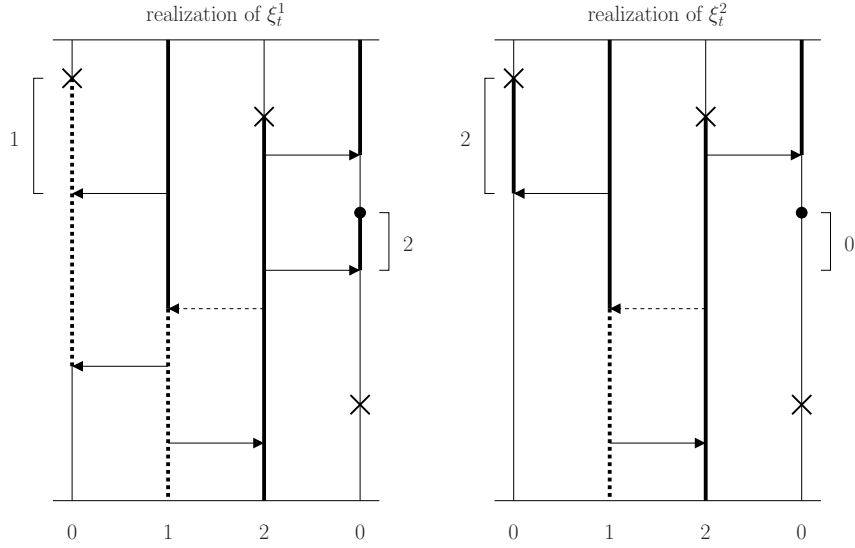 realization of ξ_t^1
realization of ξ_t^2
1
2
2
0
0 1 2 0
0 1 2 0